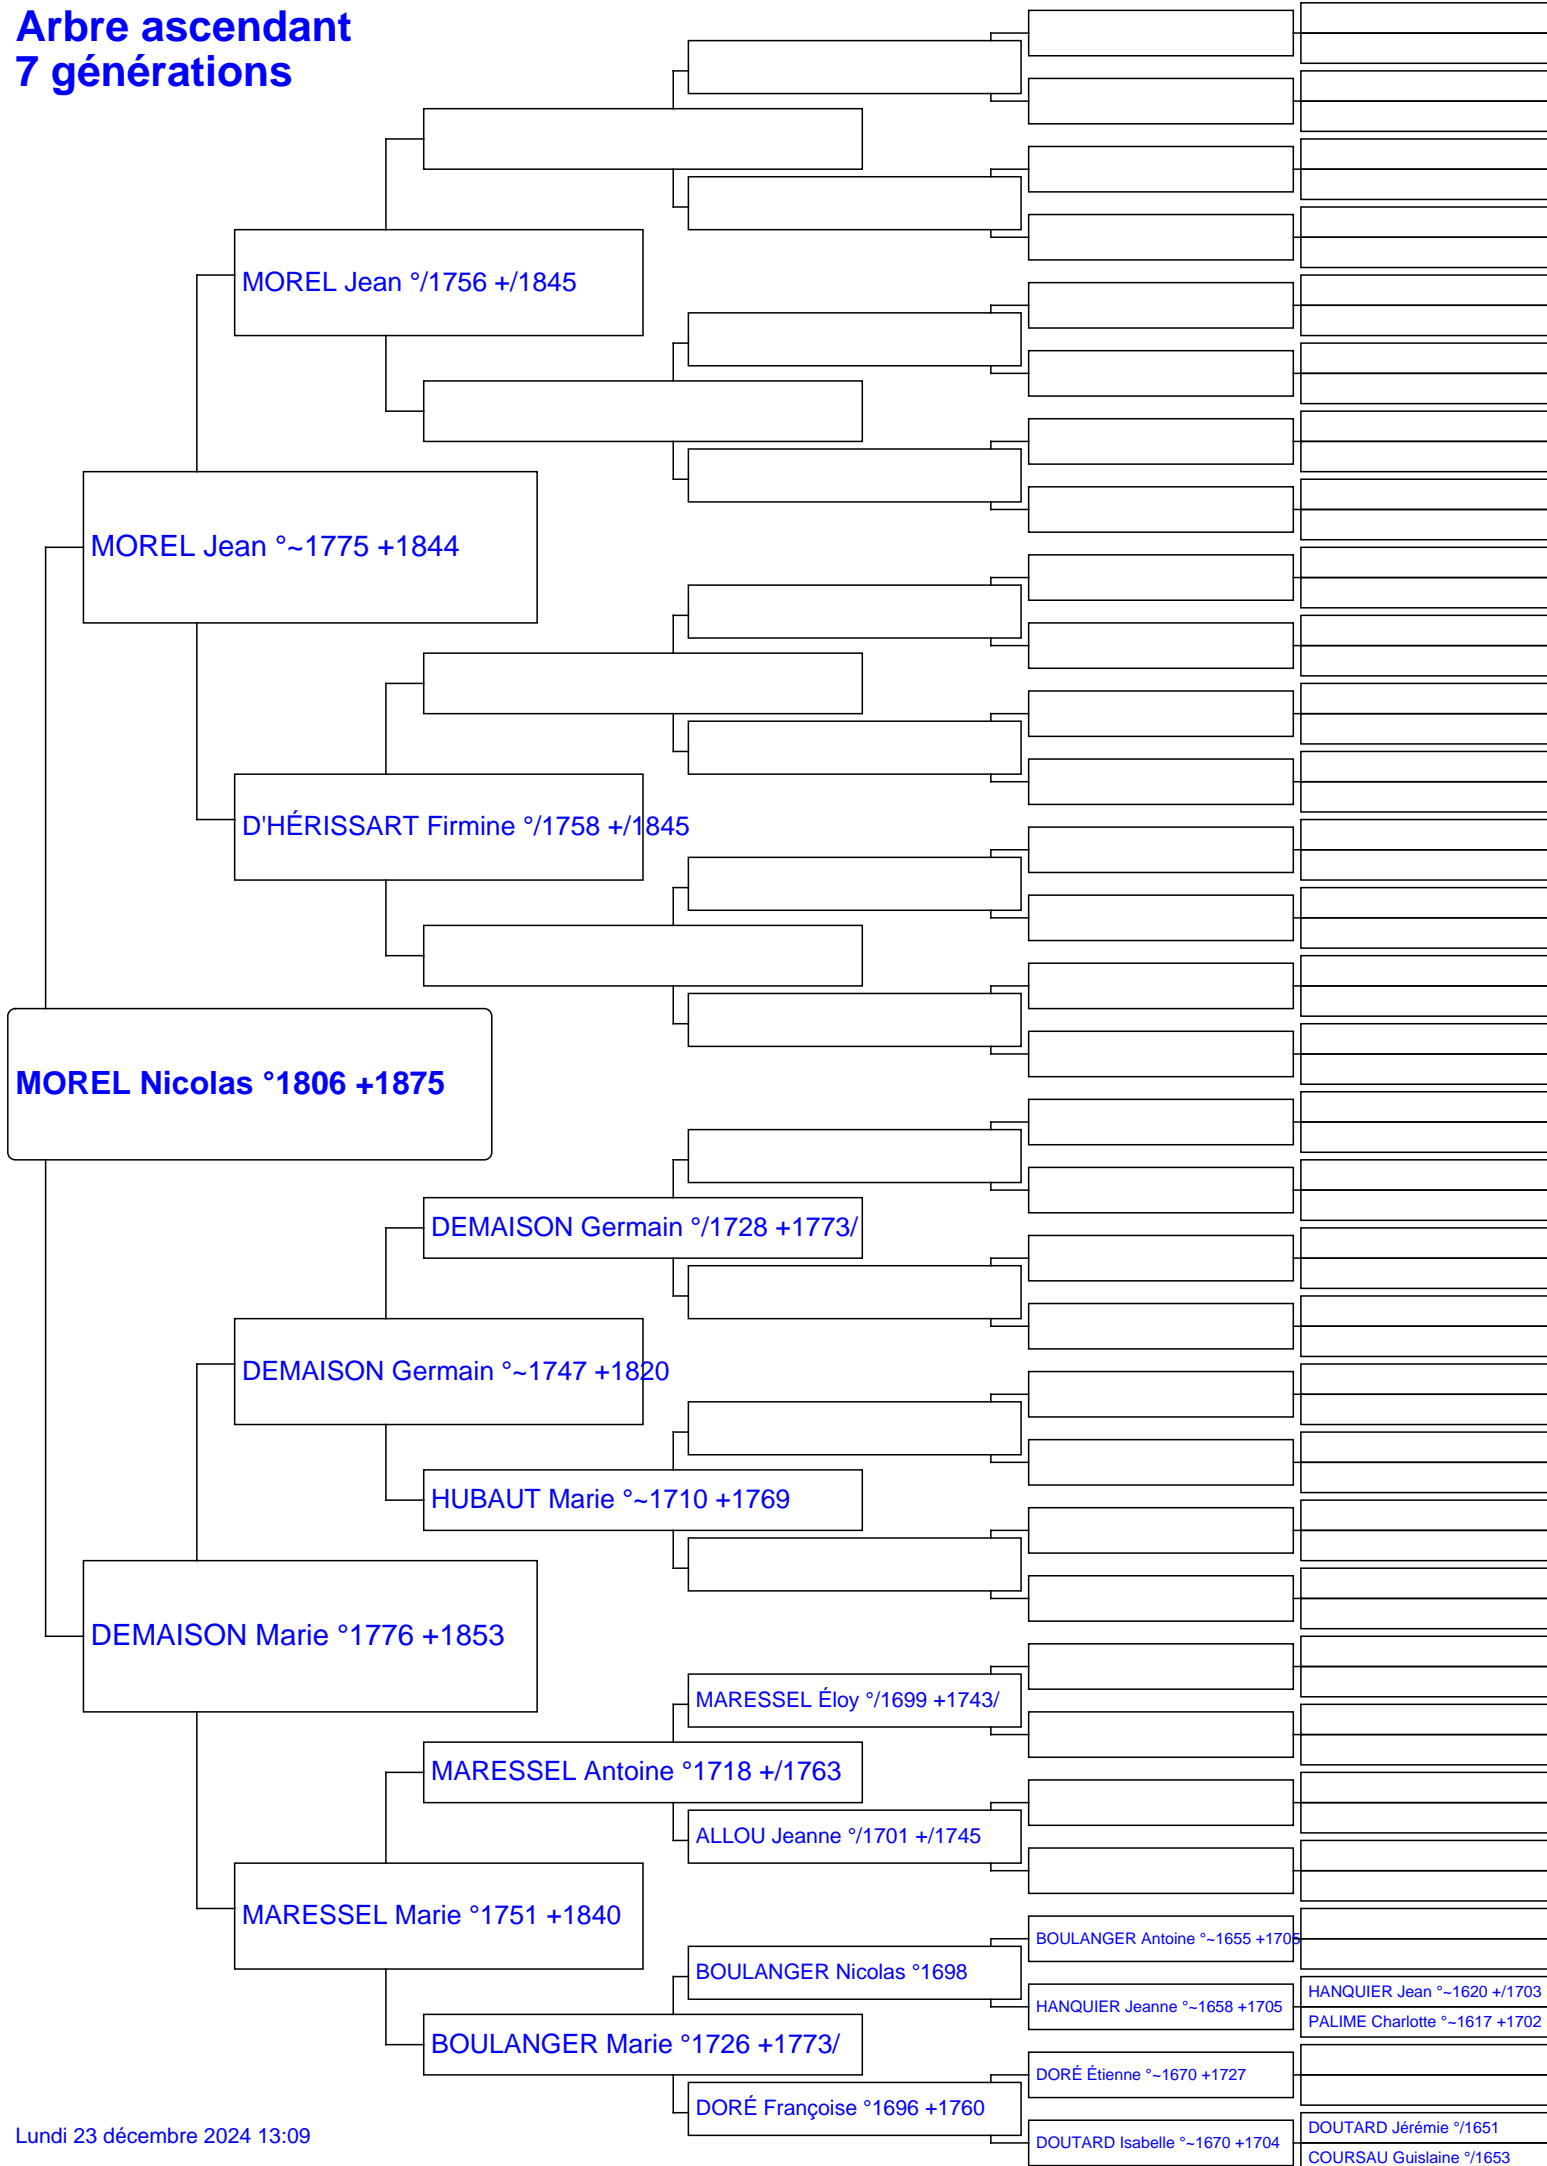 Arbre ascendant
7 générations
MOREL Jean °/1756 +/1845
MOREL Jean °~1775 +1844
D'HÉRISSART Firmine °/1758 +/1845
MOREL Nicolas °1806 +1875
DEMAISON Germain °/1728 +1773/
DEMAISON Germain °~1747 +1820
HUBAUT Marie °~1710 +1769
DEMAISON Marie °1776 +1853
MARESSEL Éloy °/1699 +1743/
MARESSEL Antoine °1718 +/1763
ALLOU Jeanne °/1701 +/1745
MARESSEL Marie °1751 +1840
BOULANGER Antoine °~1655 +1705
BOULANGER Nicolas °1698
HANQUIER Jean °~1620 +/1703
HANQUIER Jeanne °~1658 +1705
PALIME Charlotte °~1617 +1702
BOULANGER Marie °1726 +1773/
DORÉ Étienne °~1670 +1727
DORÉ Françoise °1696 +1760
DOUTARD Jérémie °/1651
DOUTARD Isabelle °~1670 +1704
COURSAU Guislaine °/1653
Lundi 23 décembre 2024 13:09